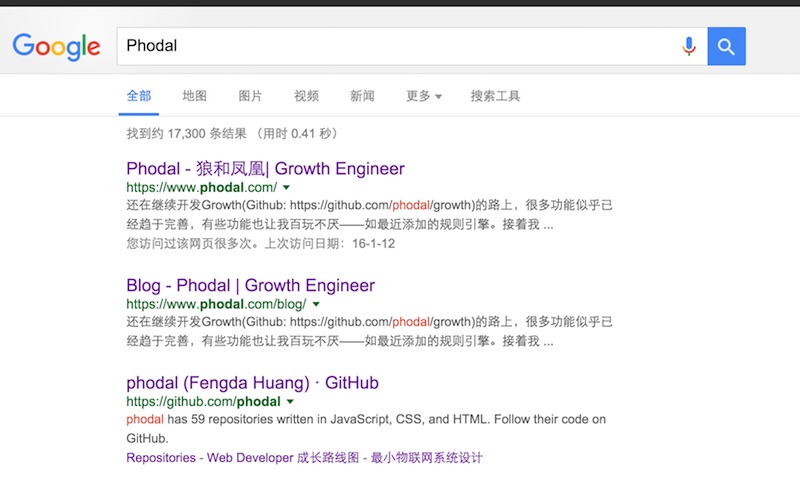 Google
Phodal
全部 地图 图片 视频 新闻 更多 搜索工具
找到约 17,300 条结果 （用时 0.41 秒）
Phodal - 狼和凤凰| Growth Engineer
https://www.phodal.com/
还在继续开发Growth(Github: https://github.com/phodal/growth)的路上，很多功能似乎已
经趋于完善，有些功能也让我百玩不厌——如最近添加的规则引擎。接着我 ...
您访问过该网页很多次。上次访问日期：16-1-12
Blog - Phodal | Growth Engineer
https://www.phodal.com/blog/
还在继续开发Growth(Github: https://github.com/phodal/growth)的路上，很多功能似乎已
经趋于完善，有些功能也让我百玩不厌——如最近添加的规则引擎。接着我 ...
phodal (Fengda Huang) · GitHub
https://github.com/phodal
phodal has 59 repositories written in JavaScript, CSS, and HTML. Follow their code on
GitHub.
Repositories - Web Developer 成长路线图 - 最小物联网系统设计